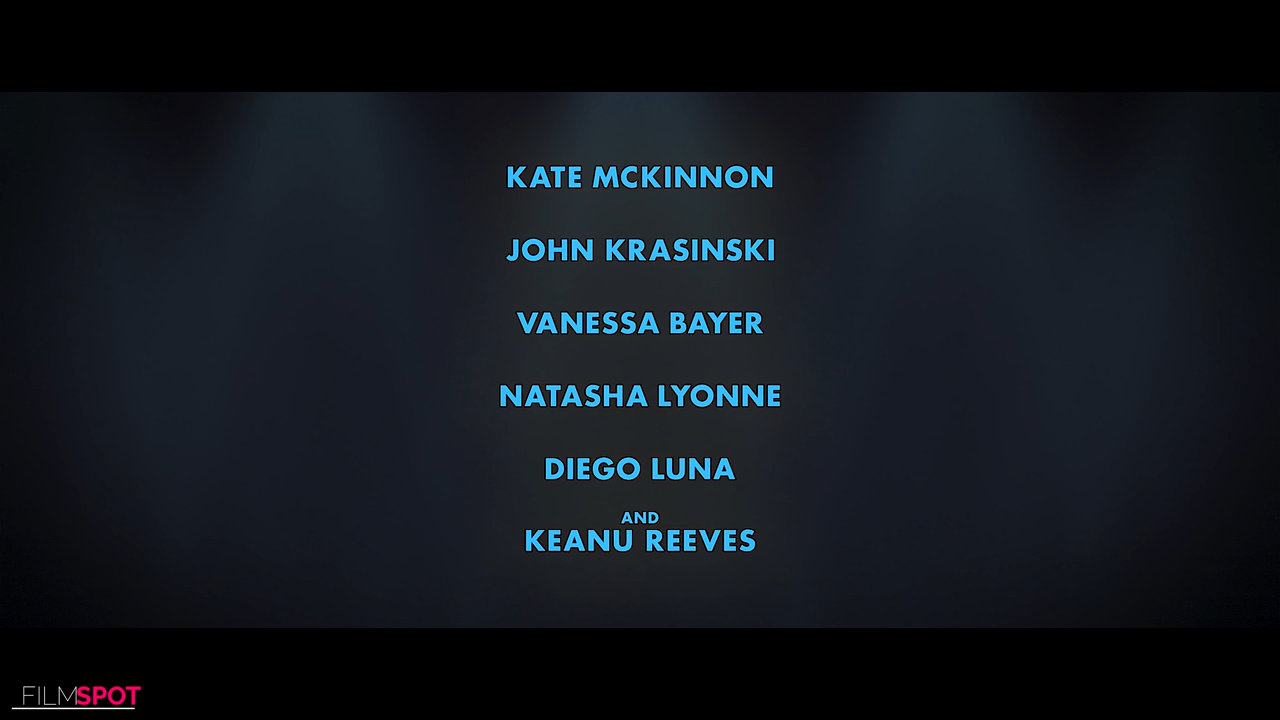 KATE MCKINNON
JOHN KRASINSKI
VANESSA BAYER
NATASHA LYONNE
DIEGO LUNA
AND
KEANU REEVES
FILMSPOT